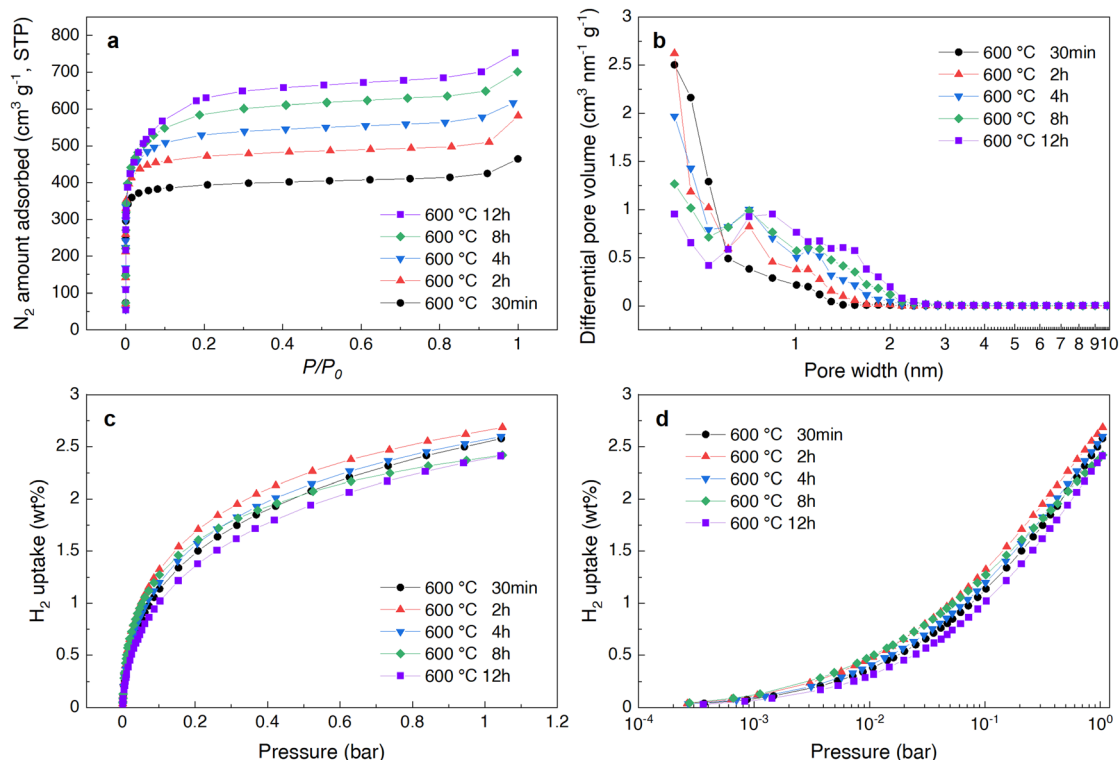 a
N₂ amount adsorbed (cm³ g⁻¹, STP)
800
700
600
500
400
300
200
100
0
600 °C 12h
600 °C 8h
600 °C 4h
600 °C 2h
600 °C 30min
0 0.2 0.4 0.6 0.8 1
P/P₀
b
Differential pore volume (cm³ nm⁻¹ g⁻¹)
3
2.5
2
1.5
1
0.5
0
600 °C 30min
600 °C 2h
600 °C 4h
600 °C 8h
600 °C 12h
1 2 3 4 5 6 7 8 9 10
Pore width (nm)
c
H₂ uptake (wt%)
3
2.5
2
1.5
1
0.5
0
600 °C 30min
600 °C 2h
600 °C 4h
600 °C 8h
600 °C 12h
0 0.2 0.4 0.6 0.8 1 1.2
Pressure (bar)
d
H₂ uptake (wt%)
3
2.5
2
1.5
1
0.5
0
600 °C 30min
600 °C 2h
600 °C 4h
600 °C 8h
600 °C 12h
10⁻⁴ 10⁻³ 10⁻² 10⁻¹ 10⁰
Pressure (bar)